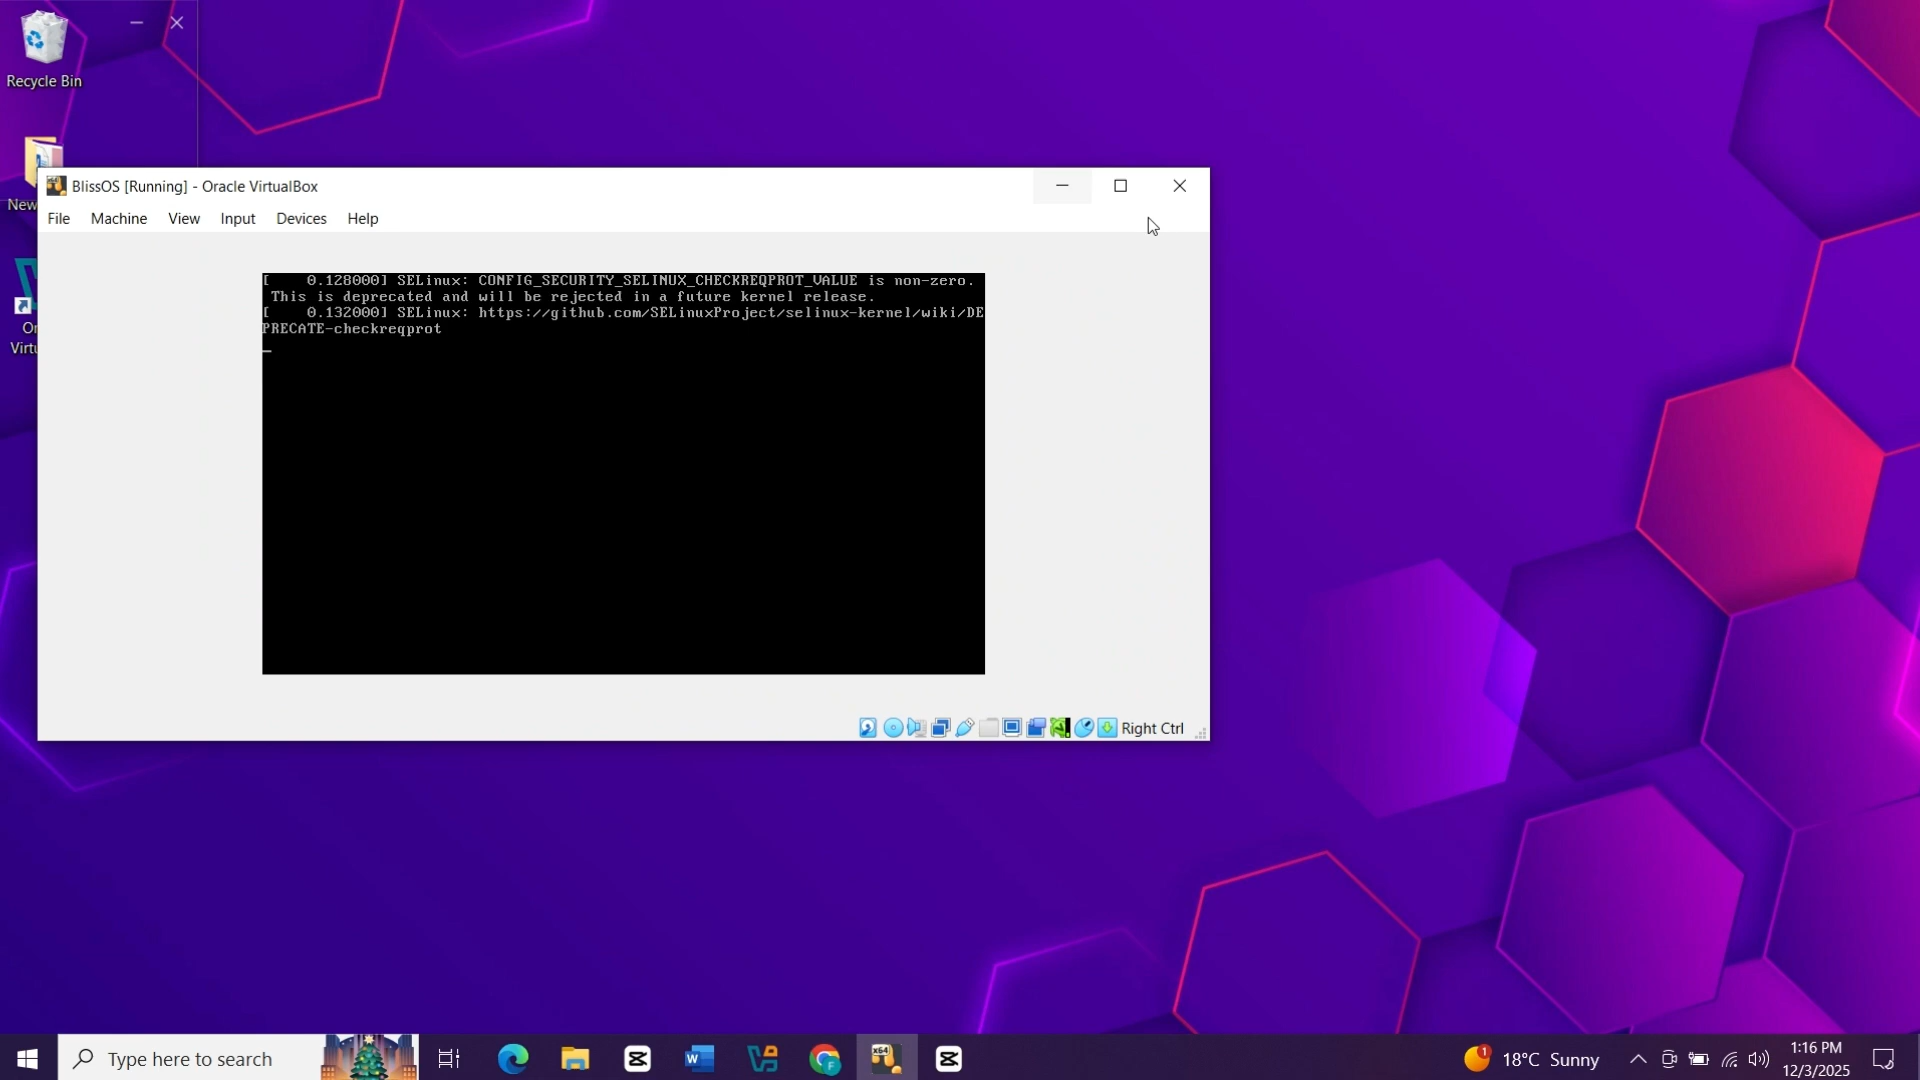 Recycle Bin
New
Or
Virtu
BlissOS [Running] - Oracle VirtualBox
File Machine View Input Devices Help
[    0.128000] SELinux: CONFIG_SECURITY_SELINUX_CHECKREQPROT_VALUE is non-zero.
This is deprecated and will be rejected in a future kernel release.
[    0.132000] SELinux: https://github.com/SELinuxProject/selinux-kernel/wiki/DE
PRECATE-checkreqprot
Right Ctrl
Type here to search
18°C Sunny
1:16 PM
12/3/2025